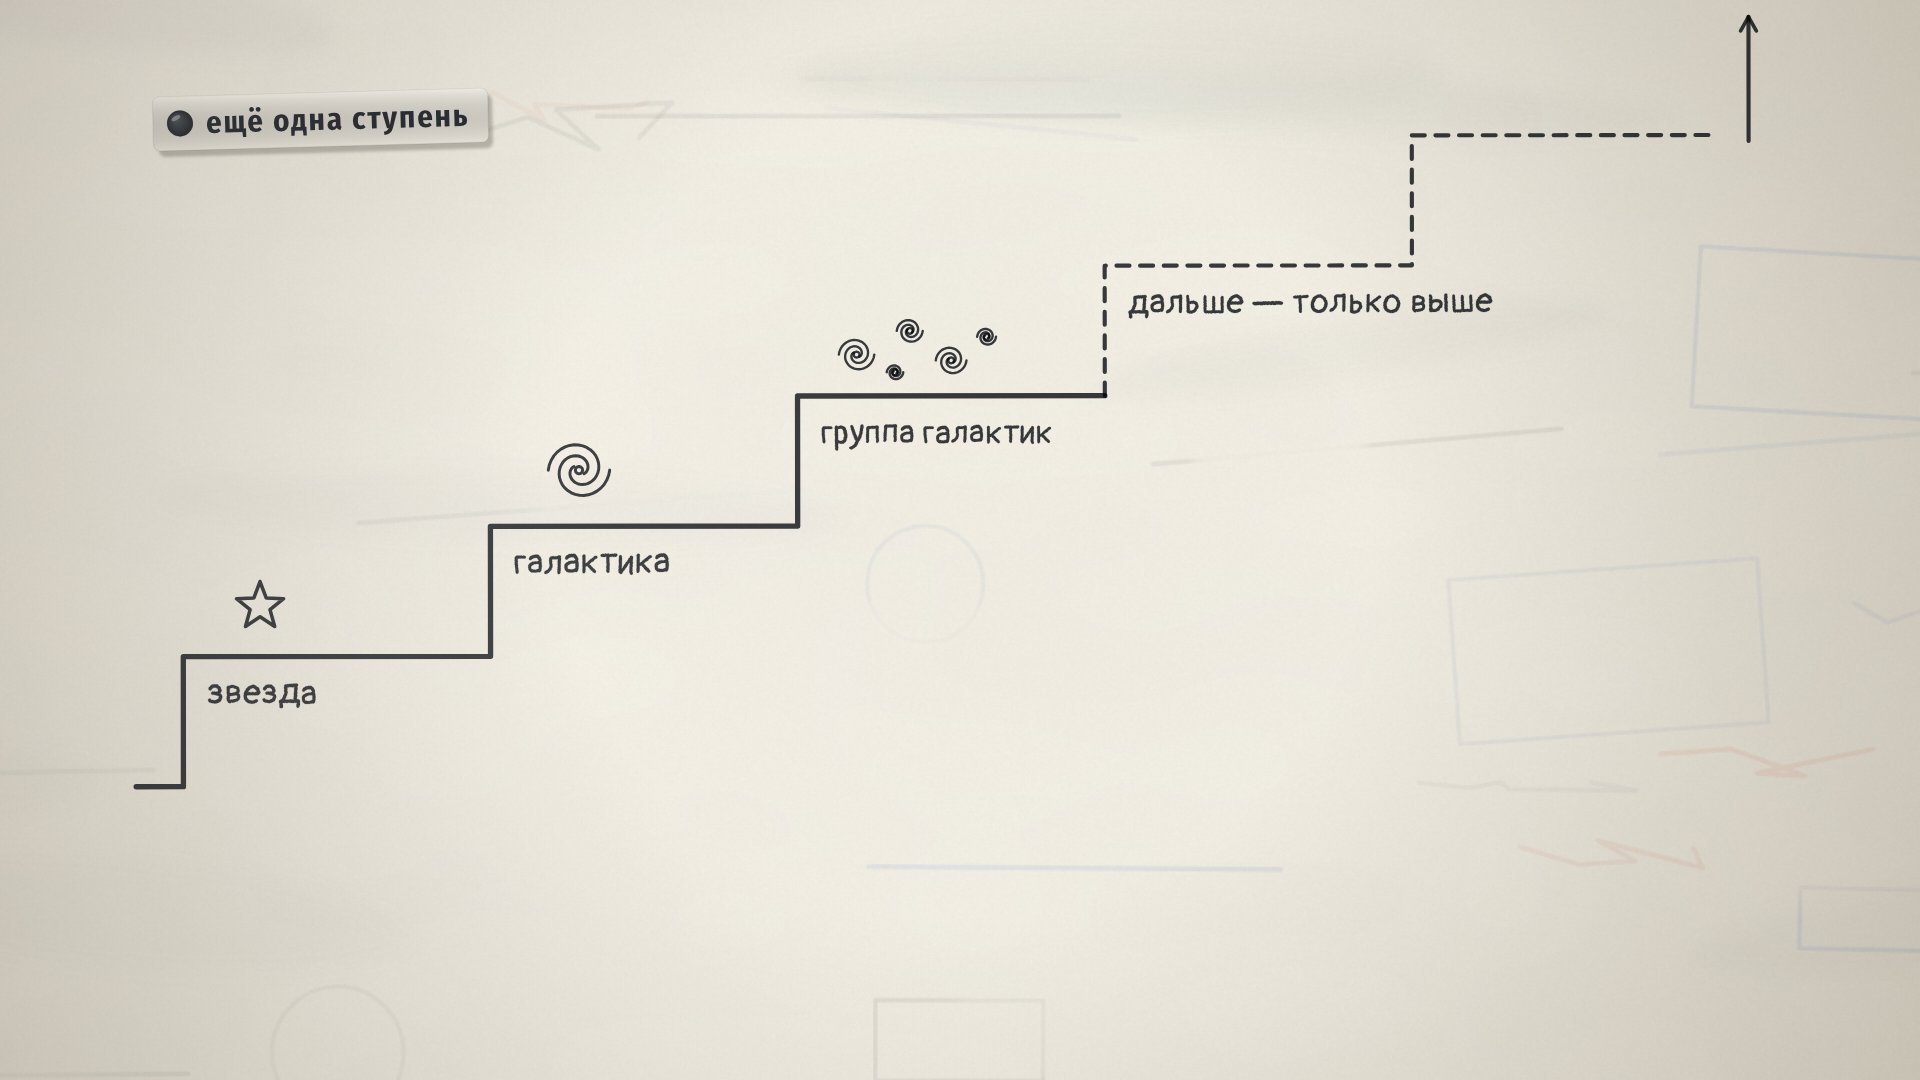 ещё одна ступень
дальше — только выше
группа галактик
галактика
звезда